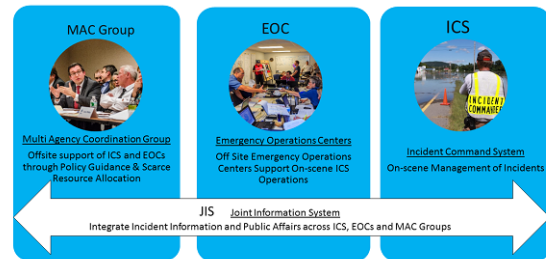 MAC Group
Multi Agency Coordination Group
Offsite support of ICS and EOCs
through Policy Guidance & Scarce
Resource Allocation
EOC
Emergency Operations Centers
Off Site Emergency Operations
Centers Support On-scene ICS
Operations
ICS
INCIDENT
COMMANDER
Incident Command System
On-scene Management of Incidents
JIS Joint Information System
Integrate Incident Information and Public Affairs across ICS, EOCs and MAC Groups